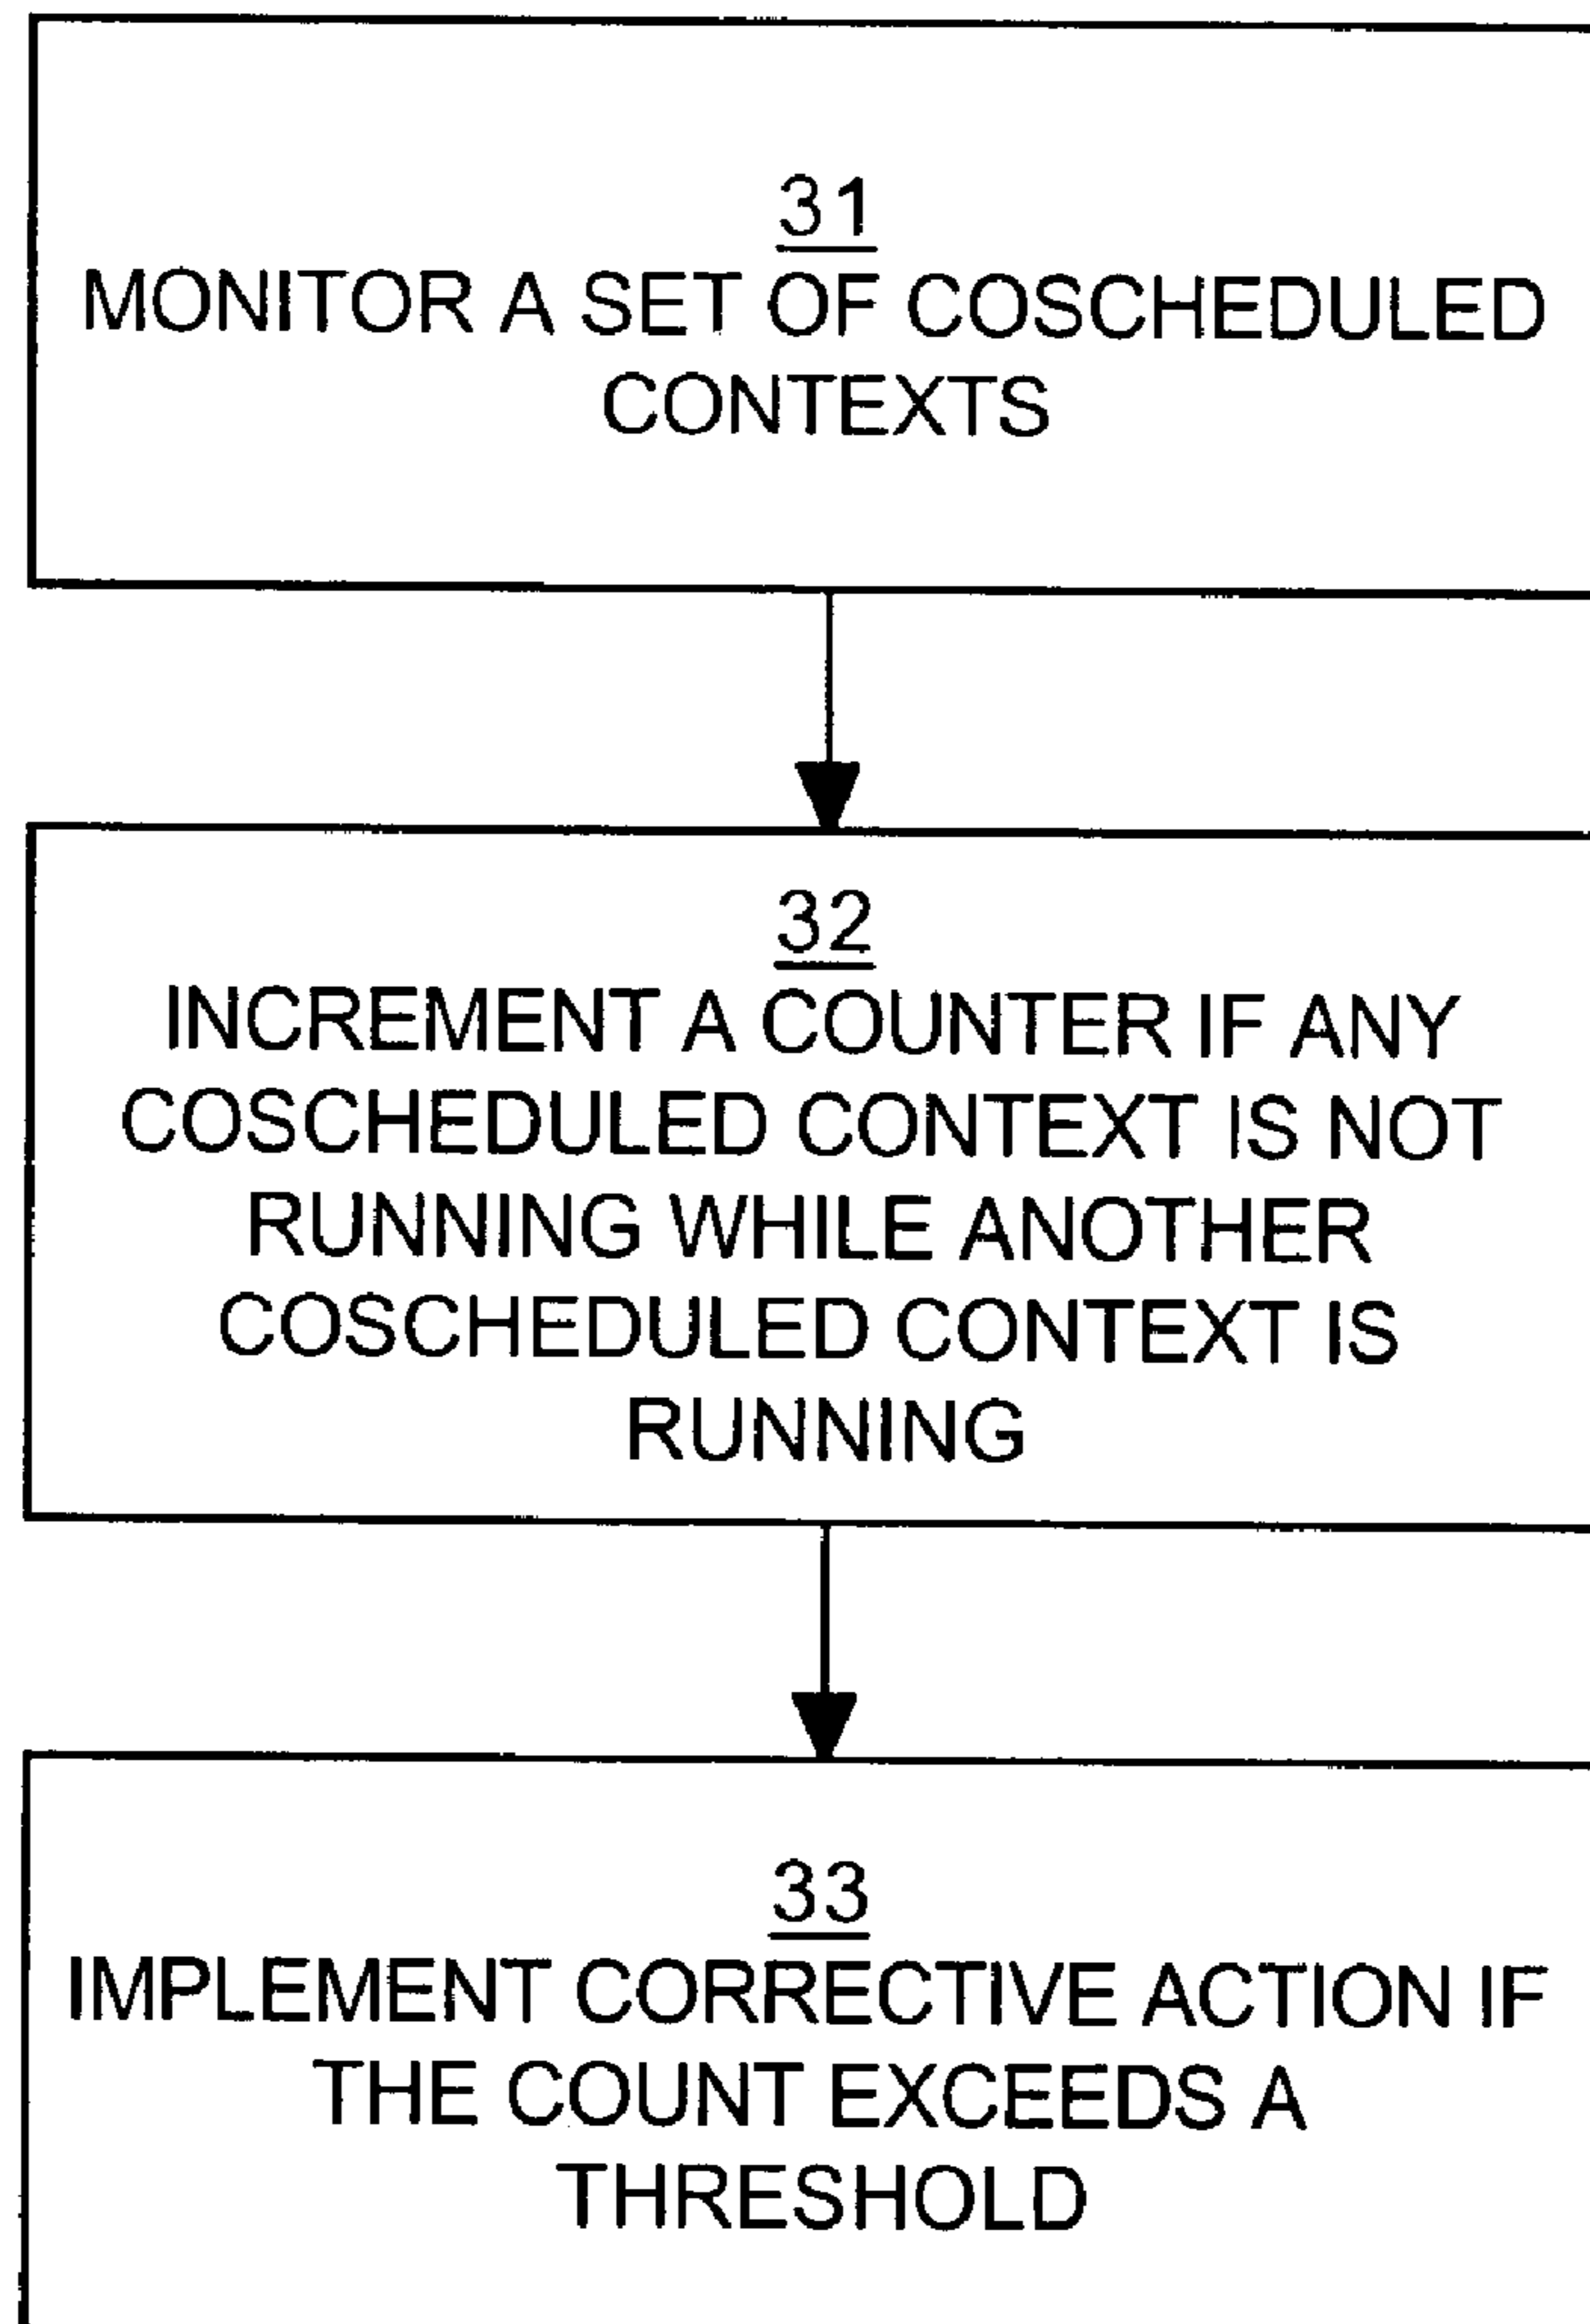 31
MONITOR A SET OF COSCHEDULED
CONTEXTS
32
INCREMENT A COUNTER IF ANY
COSCHEDULED CONTEXT IS NOT
RUNNING WHILE ANOTHER
COSCHEDULED CONTEXT IS
RUNNING
33
IMPLEMENT CORRECTIVE ACTION IF
THE COUNT EXCEEDS A
THRESHOLD